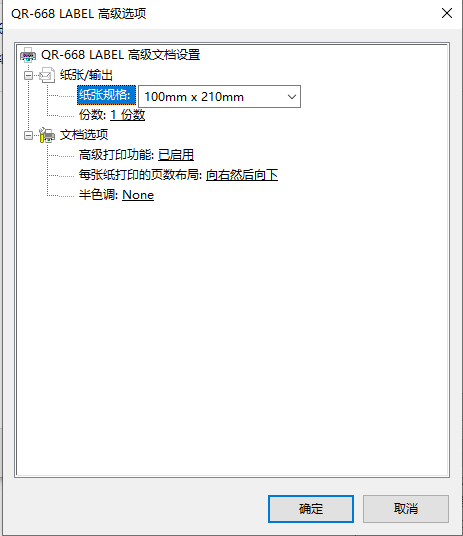 QR-668 LABEL 高级选项
QR-668 LABEL 高级文档设置
纸张/输出
纸张规格: 100mm x 210mm
份数: 1 份数
文档选项
高级打印功能: 已启用
每张纸打印的页数布局: 向右然后向下
半色调: None
确定 取消